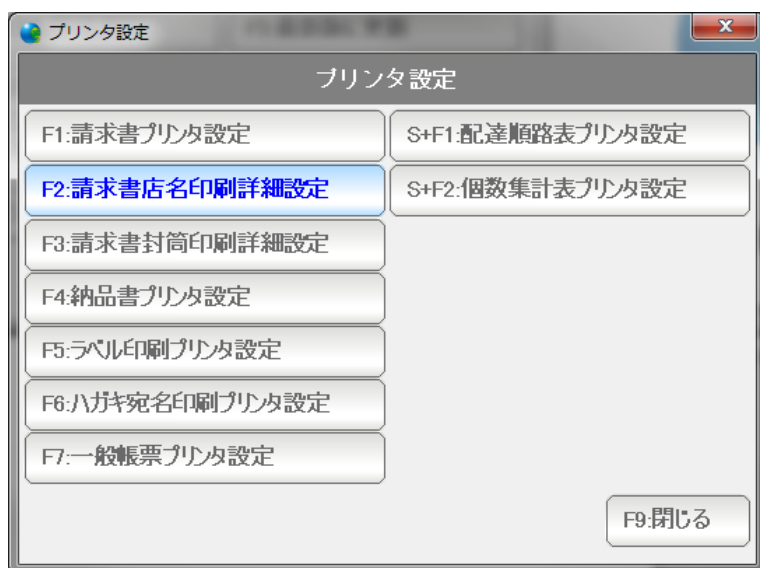 プリンタ設定
プリンタ設定
F1:請求書プリンタ設定
F2:請求書店名印刷詳細設定
F3:請求書封筒印刷詳細設定
F4:納品書プリンタ設定
F5:ラベル印刷プリンタ設定
F6:ハガキ宛名印刷プリンタ設定
F7:一般帳票プリンタ設定
S+F1:配達順路表プリンタ設定
S+F2:個数集計表プリンタ設定
F9:閉じる